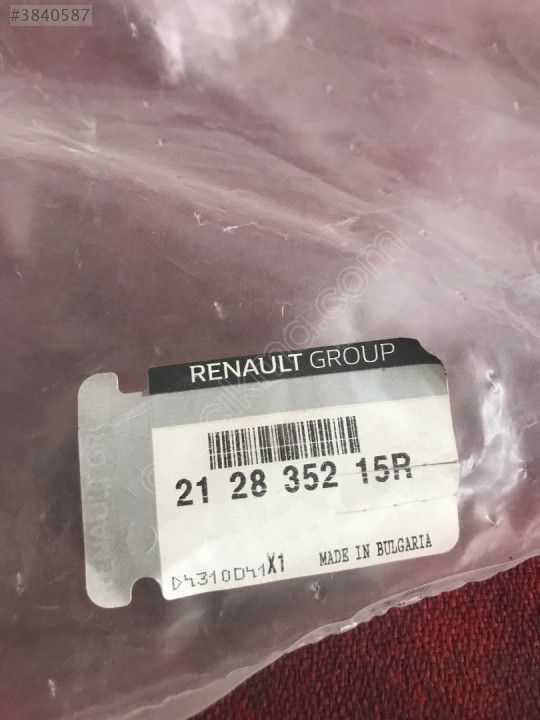 #3840587
RENAULT GROUP
21 28 352 15R
D4310D41X1
MADE IN BULGARIA